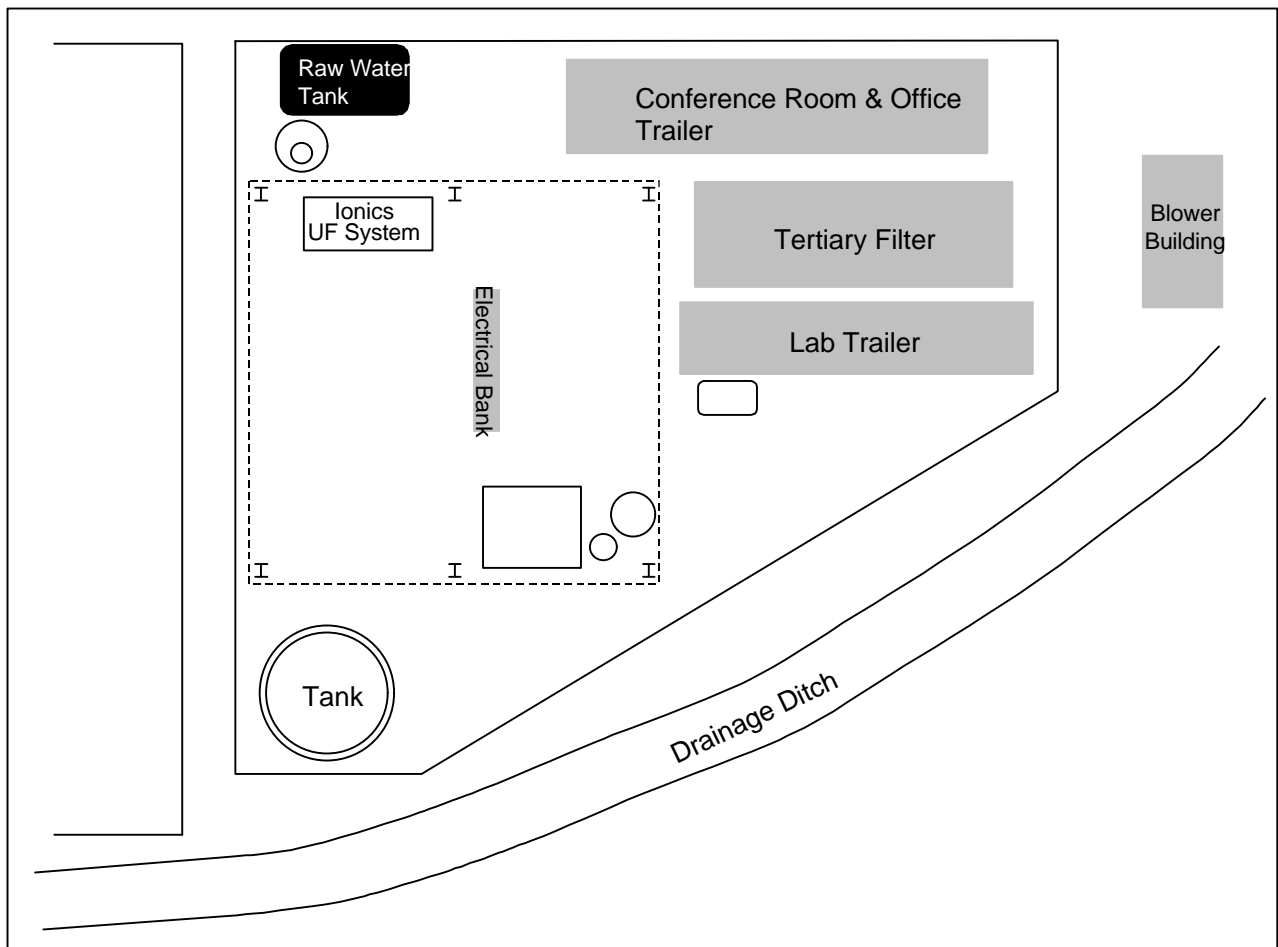 Raw Water
Tank
Conference Room & Office
Trailer
Ionics
UF System
Tertiary Filter
Blower
Building
Electrical Bank
Lab Trailer
Tank
Drainage Ditch